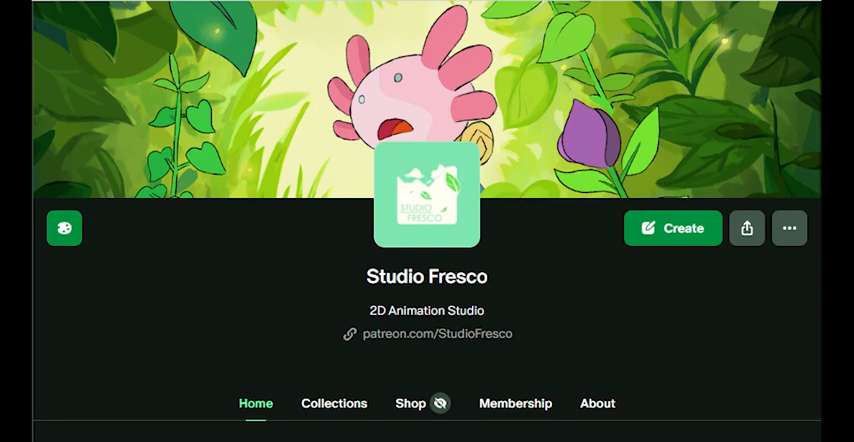 STUDIO
FRESCO
Create
Studio Fresco
2D Animation Studio
patreon.com/StudioFresco
Home Collections Shop Membership About